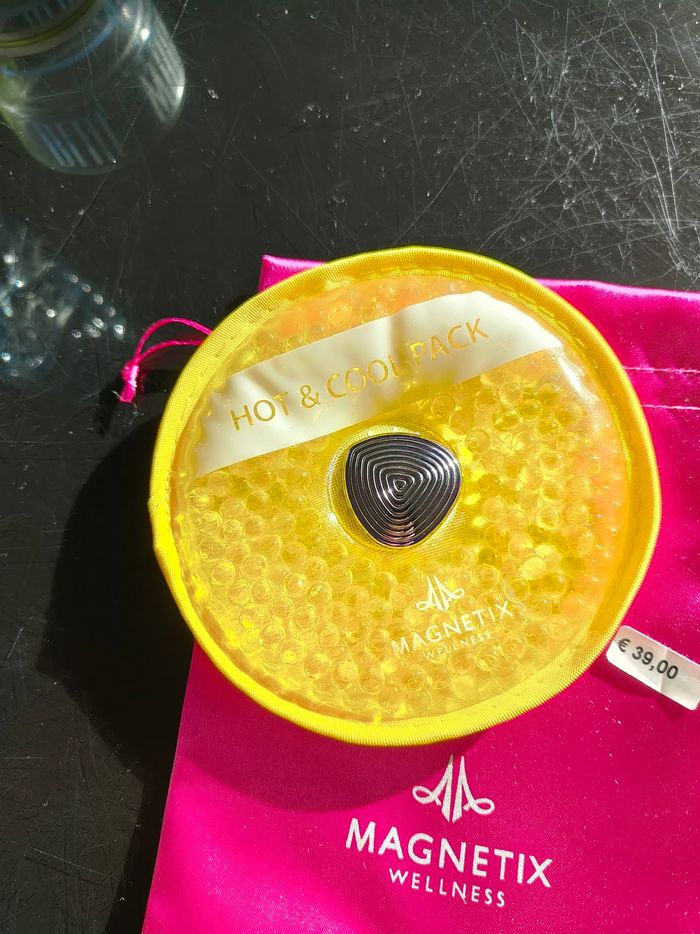 HOT & COOL PACK
MAGNETIX
WELLNESS
€ 39,00
MAGNETIX
WELLNESS